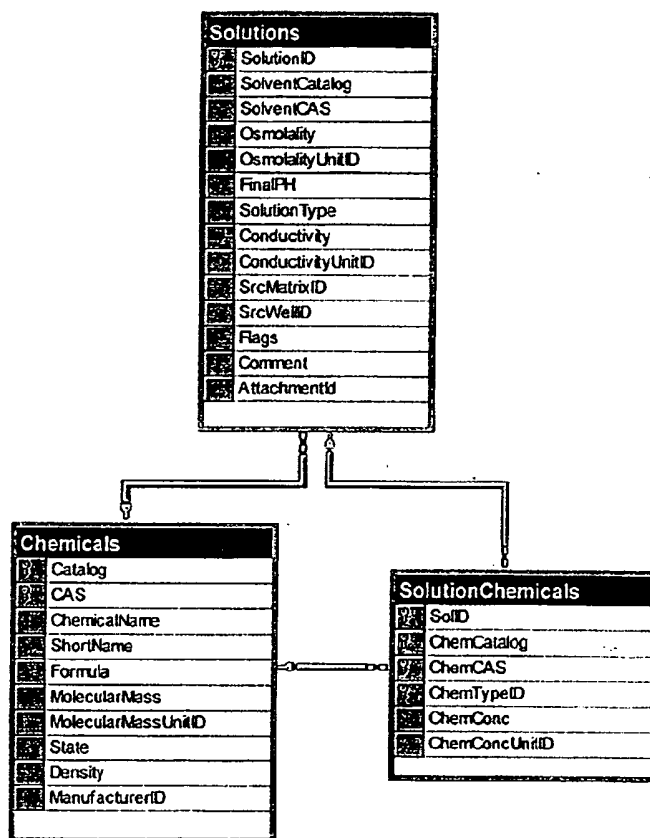 Solutions
SolutionID
SolventCatalog
SolventCAS
Osmolality
OsmolalityUnitID
FinalPH
SolutionType
Conductivity
ConductivityUnitID
SrcMatrixID
SrcWellID
Flags
Comment
AttachmentId
Chemicals
Catalog
CAS
ChemicalName
ShortName
Formula
MolecularMass
MolecularMassUnitID
State
Density
ManufacturerID
SolutionChemicals
SolID
ChemCatalog
ChemCAS
ChemTypeID
ChemConc
ChemConcUnitID